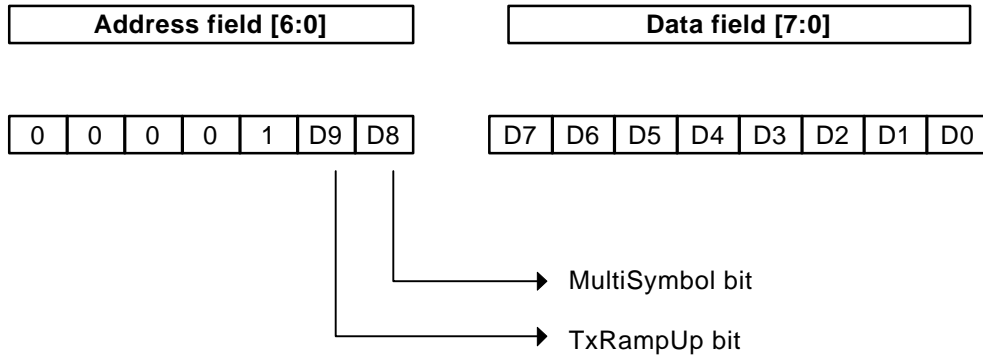 Address field [6:0] Data field [7:0]
0 0 0 0 1 D9 D8 D7 D6 D5 D4 D3 D2 D1 D0
MultiSymbol bit
TxRampUp bit